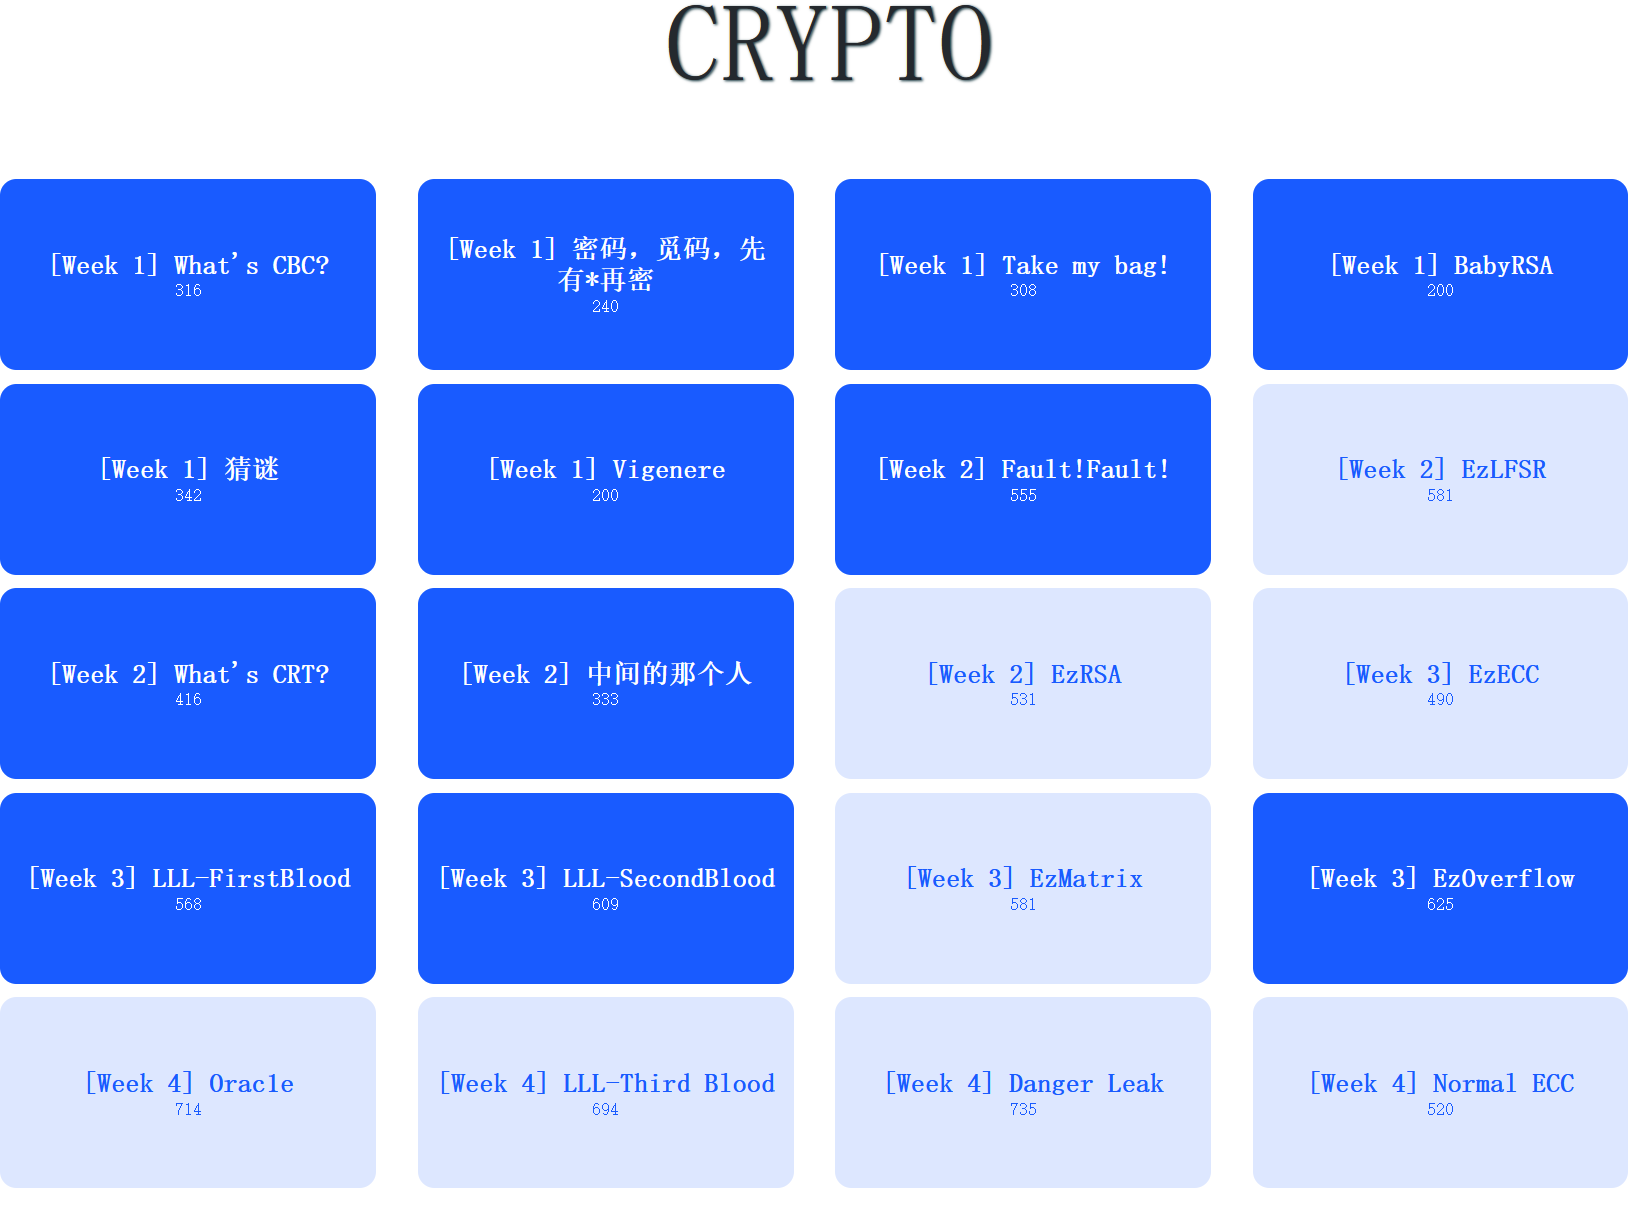 CRYPTO
[Week 1] What's CBC?
316
[Week 1] 密码，觅码，先
有*再密
240
[Week 1] Take my bag!
308
[Week 1] BabyRSA
200
[Week 1] 猜谜
342
[Week 1] Vigenere
200
[Week 2] Fault!Fault!
555
[Week 2] EzLFSR
581
[Week 2] What's CRT?
416
[Week 2] 中间的那个人
333
[Week 2] EzRSA
531
[Week 3] EzECC
490
[Week 3] LLL-FirstBlood
568
[Week 3] LLL-SecondBlood
609
[Week 3] EzMatrix
581
[Week 3] EzOverflow
625
[Week 4] Orac1e
714
[Week 4] LLL-Third Blood
694
[Week 4] Danger Leak
735
[Week 4] Normal ECC
520